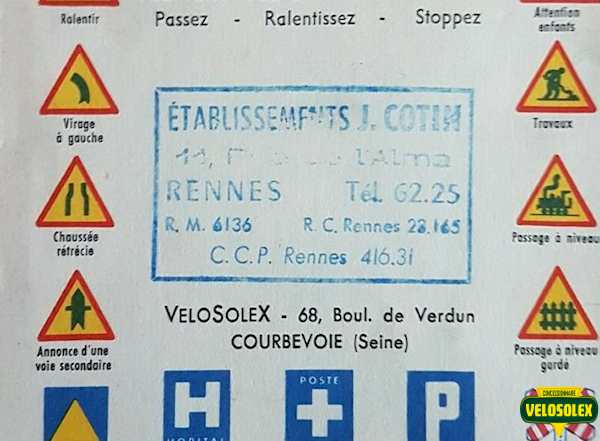 Ralentir
Passez - Ralentissez - Stoppez
Attention
enfants
Virage
à gauche
Travaux
ÉTABLISSEMENTS J. COTIN
l'Alma
RENNES Tél. 62.25
R. M. 6136 R. C. Rennes 23.165
C. C. P. Rennes 416.31
Chaussée
rétrécie
Passage à niveau
VELOSOLEX - 68, Boul. de Verdun
COURBEVOIE (Seine)
Annonce d'une
voie secondaire
Passage à niveau
gardé
H
HOPITAL
POSTE
P
CONCESSIONNAIRE
VELOSOLEX